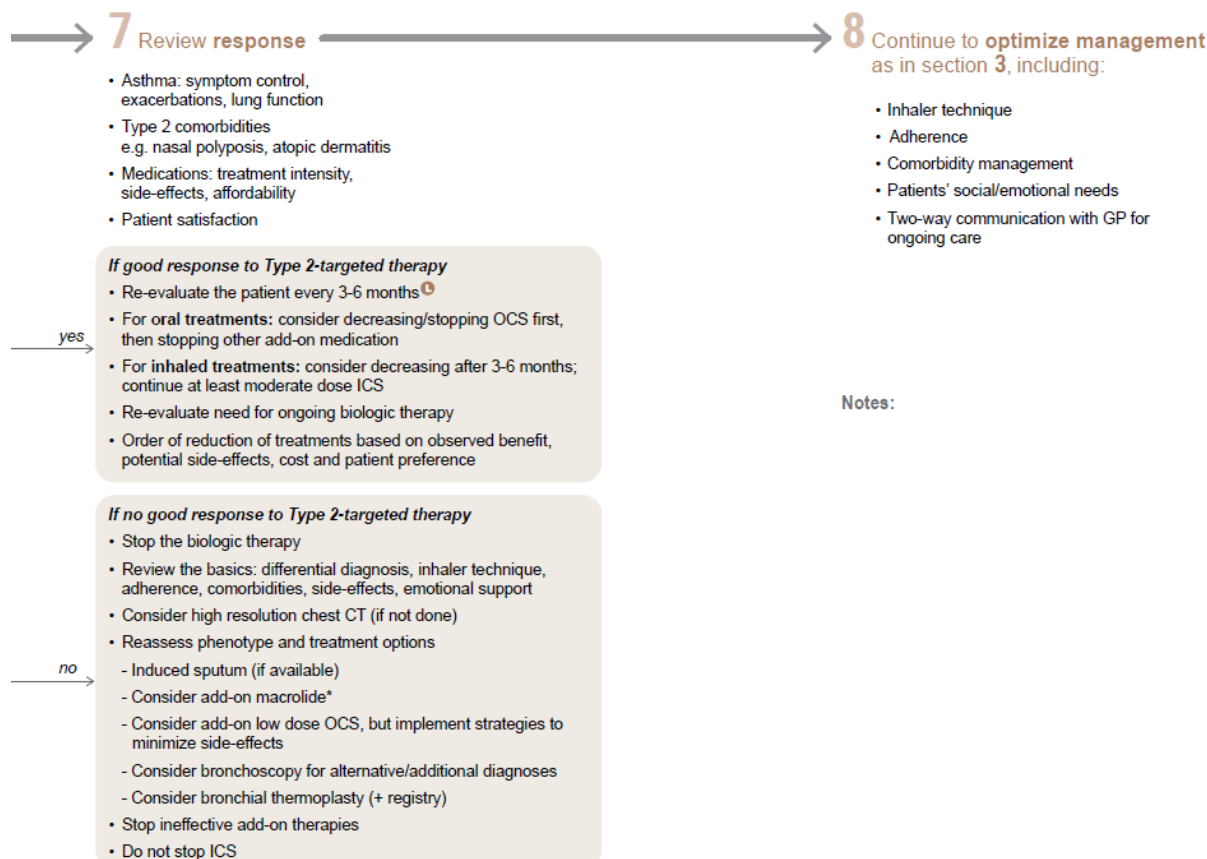 7 Review response
• Asthma: symptom control,
exacerbations, lung function
• Type 2 comorbidities
e.g. nasal polyposis, atopic dermatitis
• Medications: treatment intensity,
side-effects, affordability
• Patient satisfaction
yes
If good response to Type 2-targeted therapy
• Re-evaluate the patient every 3-6 months L
• For oral treatments: consider decreasing/stopping OCS first,
then stopping other add-on medication
• For inhaled treatments: consider decreasing after 3-6 months;
continue at least moderate dose ICS
• Re-evaluate need for ongoing biologic therapy
• Order of reduction of treatments based on observed benefit,
potential side-effects, cost and patient preference
no
If no good response to Type 2-targeted therapy
• Stop the biologic therapy
• Review the basics: differential diagnosis, inhaler technique,
adherence, comorbidities, side-effects, emotional support
• Consider high resolution chest CT (if not done)
• Reassess phenotype and treatment options
- Induced sputum (if available)
- Consider add-on macrolide*
- Consider add-on low dose OCS, but implement strategies to
minimize side-effects
- Consider bronchoscopy for alternative/additional diagnoses
- Consider bronchial thermoplasty (+ registry)
• Stop ineffective add-on therapies
• Do not stop ICS
8 Continue to optimize management
as in section 3, including:
• Inhaler technique
• Adherence
• Comorbidity management
• Patients' social/emotional needs
• Two-way communication with GP for
ongoing care
Notes: